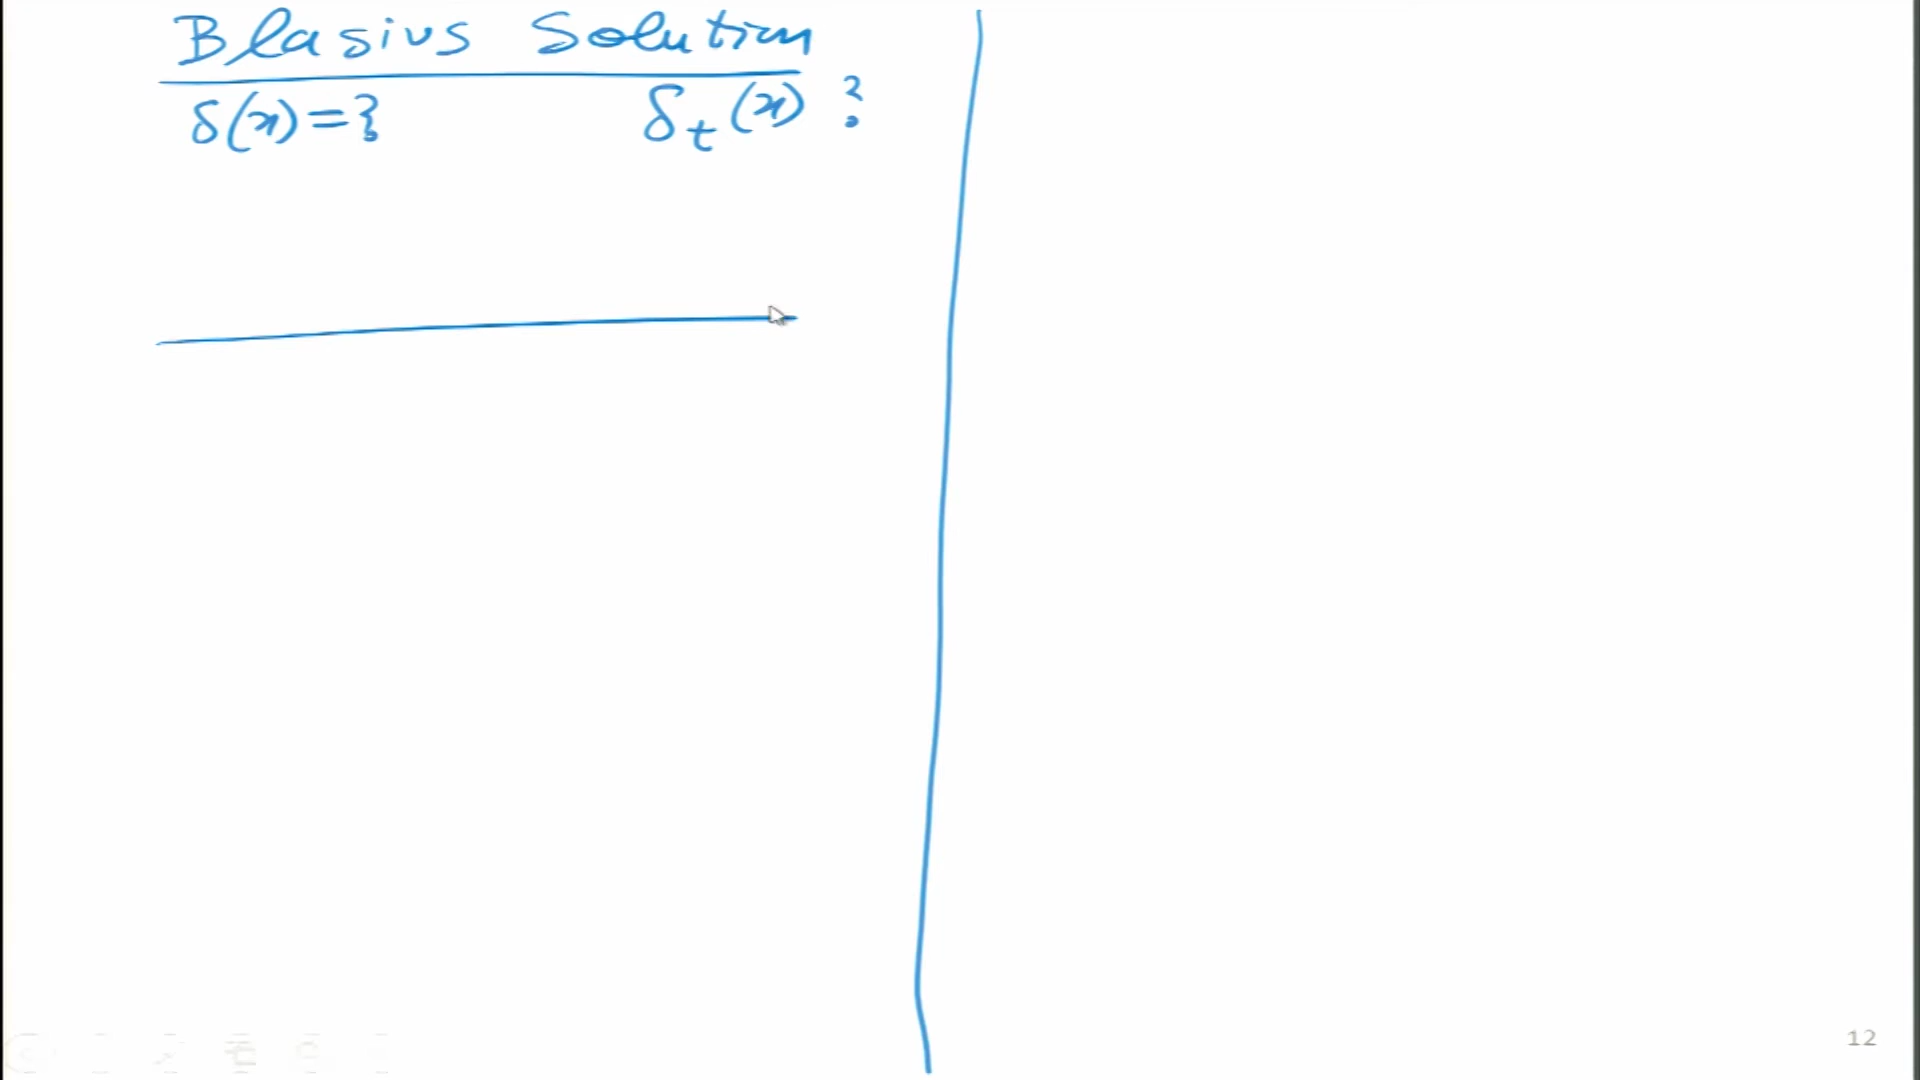 Blasius Solution
δ(x)=? δₜ(x) ?
12